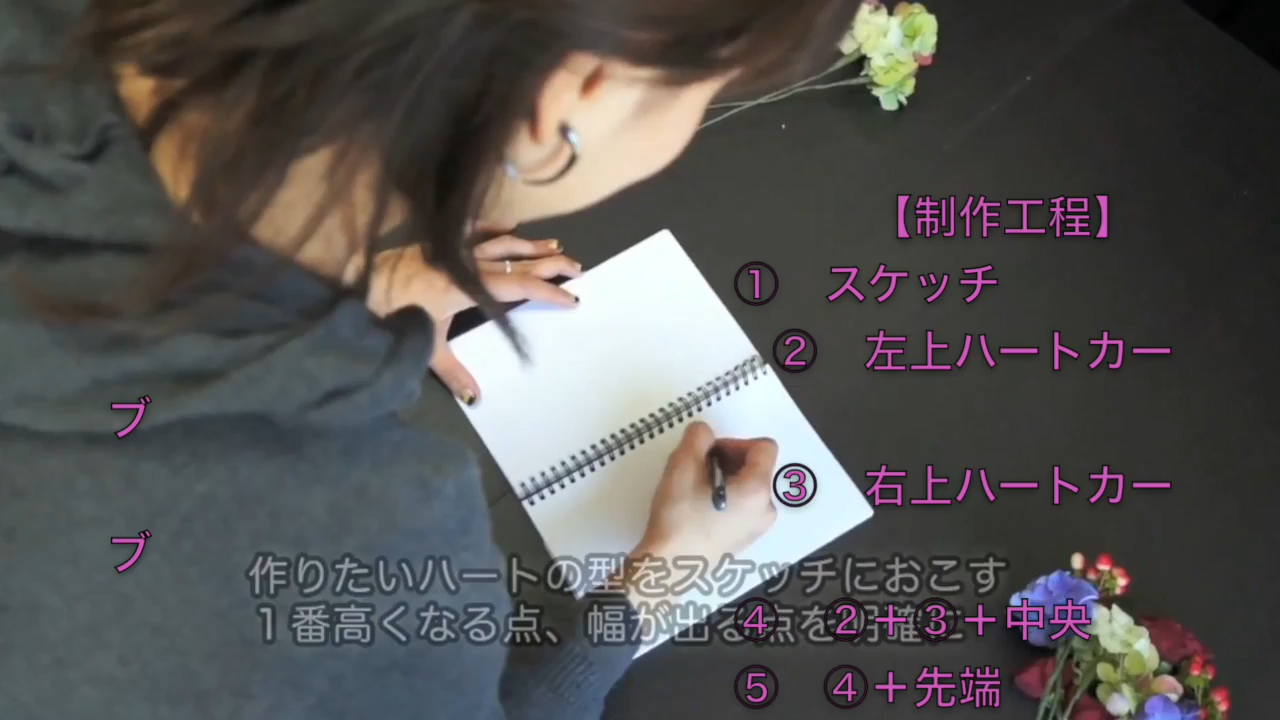 【制作工程】
①　スケッチ
②　左上ハートカー
ブ
③　右上ハートカー
ブ
④　②＋③＋中央
⑤　④＋先端
作りたいハートの型をスケッチにおこす
１番高くなる点、幅が出る点を明確に